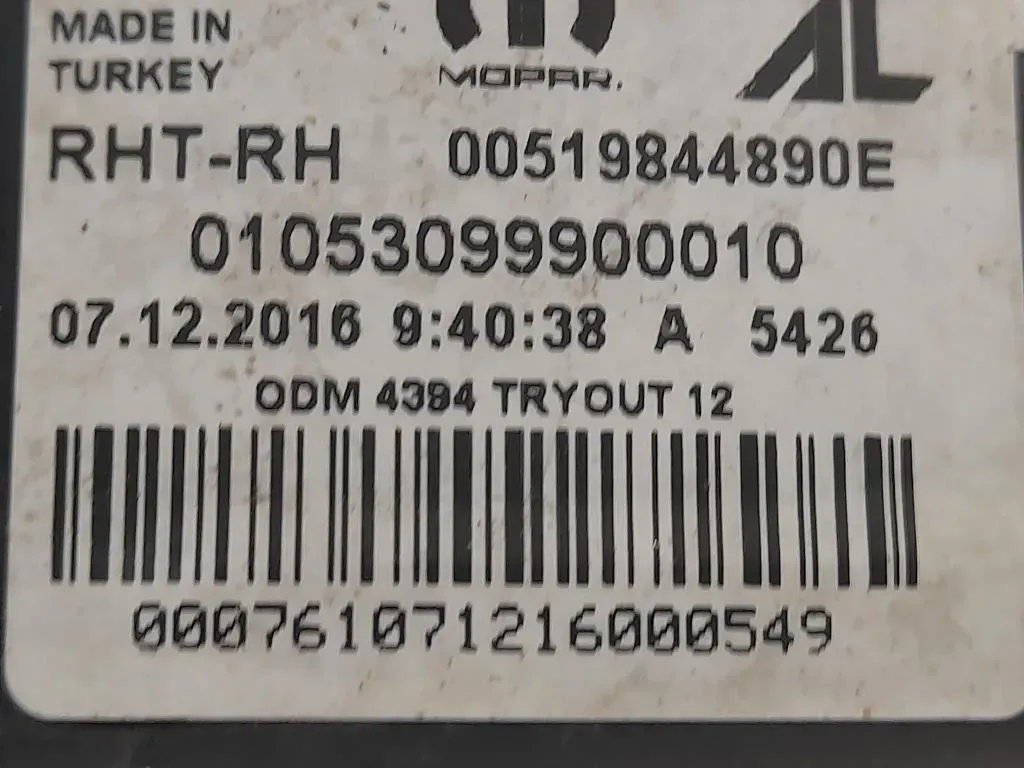 MADE IN
TURKEY
MOPAR.
AL
RHT-RH 00519844890E
01053099900010
07.12.2016 9:40:38 A 5426
ODM 4394 TRYOUT 12
000761071216000549